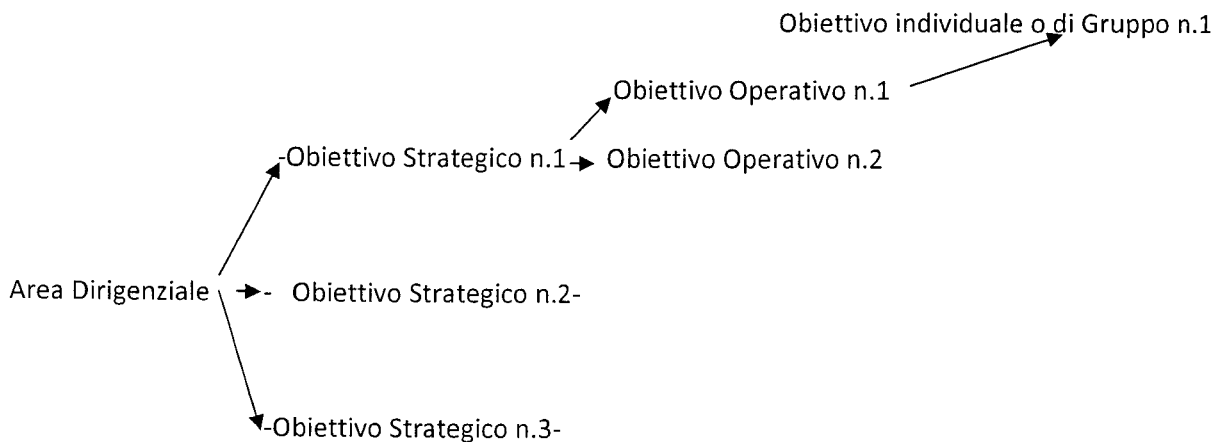 Obiettivo individuale o di Gruppo n.1
Obiettivo Operativo n.1
-Obiettivo Strategico n.1
Obiettivo Operativo n.2
Area Dirigenziale
- Obiettivo Strategico n.2-
-Obiettivo Strategico n.3-